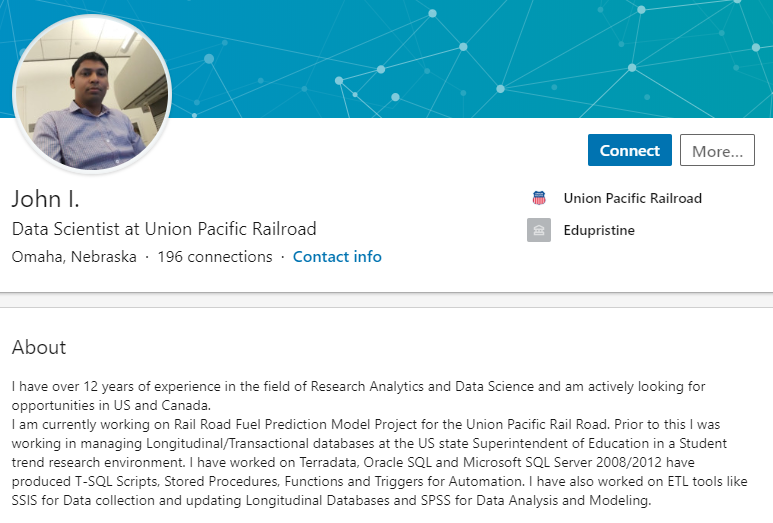 Connect
More...
John I.
Data Scientist at Union Pacific Railroad
Omaha, Nebraska · 196 connections · Contact info
Union Pacific Railroad
Edupristine
About
I have over 12 years of experience in the field of Research Analytics and Data Science and am actively looking for
opportunities in US and Canada.
I am currently working on Rail Road Fuel Prediction Model Project for the Union Pacific Rail Road. Prior to this I was
working in managing Longitudinal/Transactional databases at the US state Superintendent of Education in a Student
trend research environment. I have worked on Terradata, Oracle SQL and Microsoft SQL Server 2008/2012 have
produced T-SQL Scripts, Stored Procedures, Functions and Triggers for Automation. I have also worked on ETL tools like
SSIS for Data collection and updating Longitudinal Databases and SPSS for Data Analysis and Modeling.